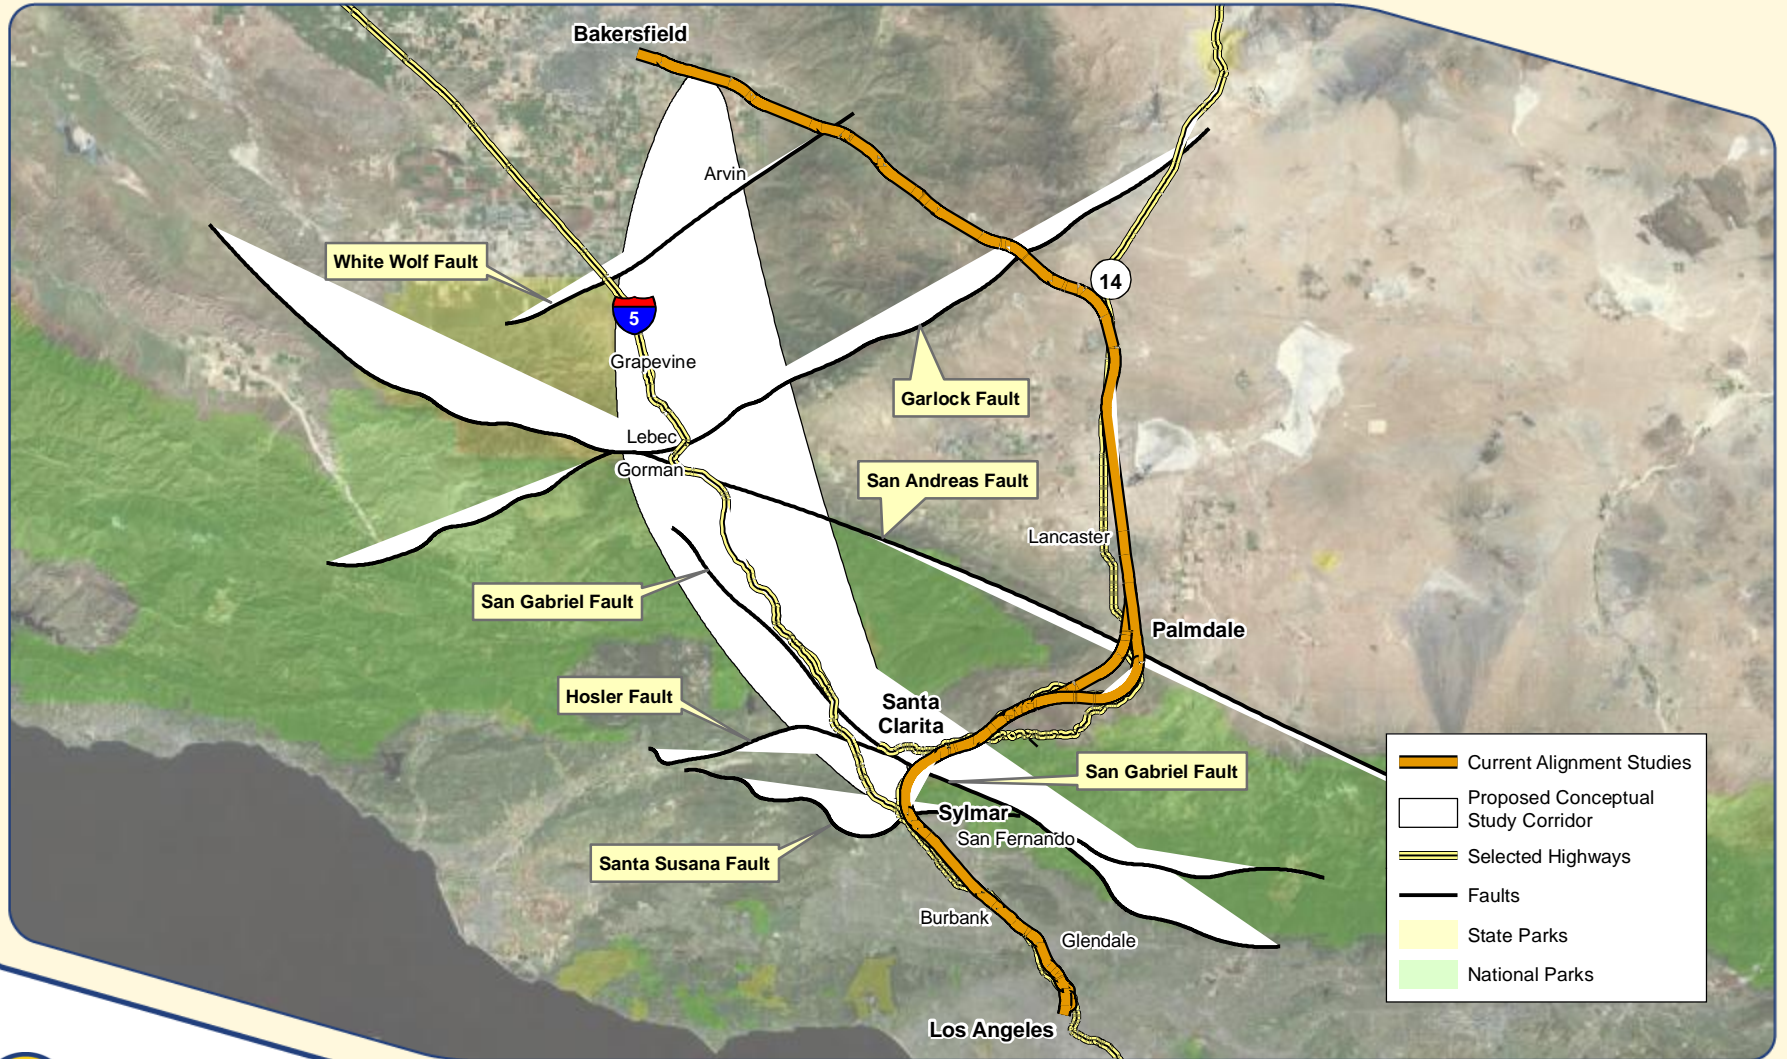 Bakersfield
Arvin
White Wolf Fault
14
5
Grapevine
Garlock Fault
Lebec
Gorman
San Andreas Fault
Lancaster
San Gabriel Fault
Palmdale
Hosler Fault
Santa
Clarita
San Gabriel Fault
Sylmar
San Fernando
Santa Susana Fault
Burbank
Glendale
Los Angeles
Current Alignment Studies
Proposed Conceptual
Study Corridor
Selected Highways
Faults
State Parks
National Parks